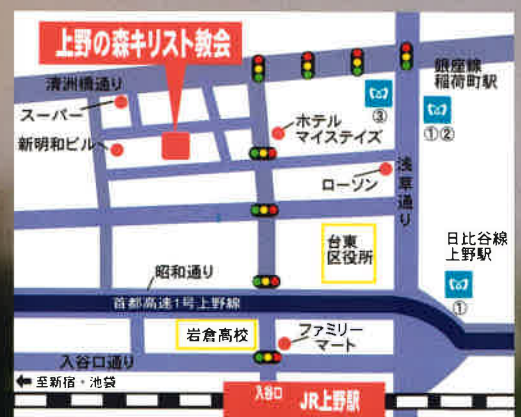 上野の森キリスト教会
清洲橋通り
スーパー
新明和ビル
ホテル
マイステイズ
ローソン
銀座線
稲荷町駅
③
①②
浅草通り
台東
区役所
日比谷線
上野駅
①
昭和通り
首都高速1号上野線
岩倉高校
ファミリー
マート
入谷口通り
←至新宿・池袋
入谷口
JR上野駅